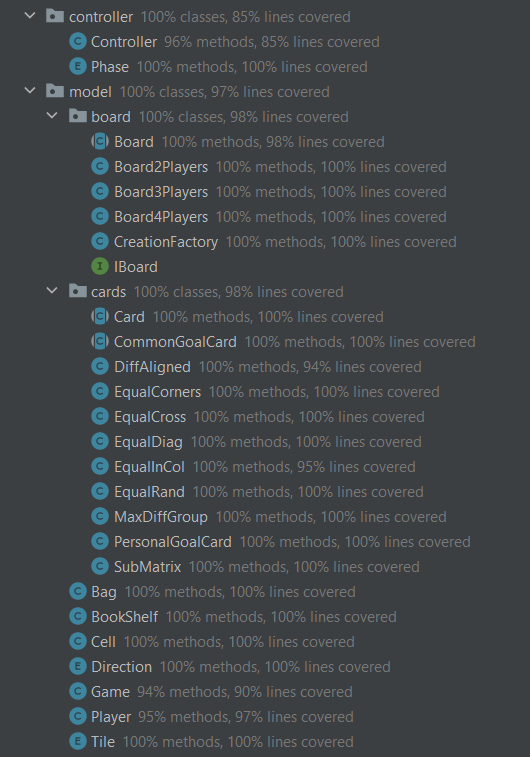 controller 100% classes, 85% lines covered
C Controller 96% methods, 85% lines covered
E Phase 100% methods, 100% lines covered
model 100% classes, 97% lines covered
board 100% classes, 98% lines covered
C Board 100% methods, 98% lines covered
C Board2Players 100% methods, 100% lines covered
C Board3Players 100% methods, 100% lines covered
C Board4Players 100% methods, 100% lines covered
C CreationFactory 100% methods, 100% lines covered
I IBoard
cards 100% classes, 98% lines covered
C Card 100% methods, 100% lines covered
C CommonGoalCard 100% methods, 100% lines covered
C DiffAligned 100% methods, 94% lines covered
C EqualCorners 100% methods, 100% lines covered
C EqualCross 100% methods, 100% lines covered
C EqualDiag 100% methods, 100% lines covered
C EqualInCol 100% methods, 95% lines covered
C EqualRand 100% methods, 100% lines covered
C MaxDiffGroup 100% methods, 100% lines covered
C PersonalGoalCard 100% methods, 100% lines covered
C SubMatrix 100% methods, 100% lines covered
C Bag 100% methods, 100% lines covered
C BookShelf 100% methods, 100% lines covered
C Cell 100% methods, 100% lines covered
E Direction 100% methods, 100% lines covered
C Game 94% methods, 90% lines covered
C Player 95% methods, 97% lines covered
E Tile 100% methods, 100% lines covered